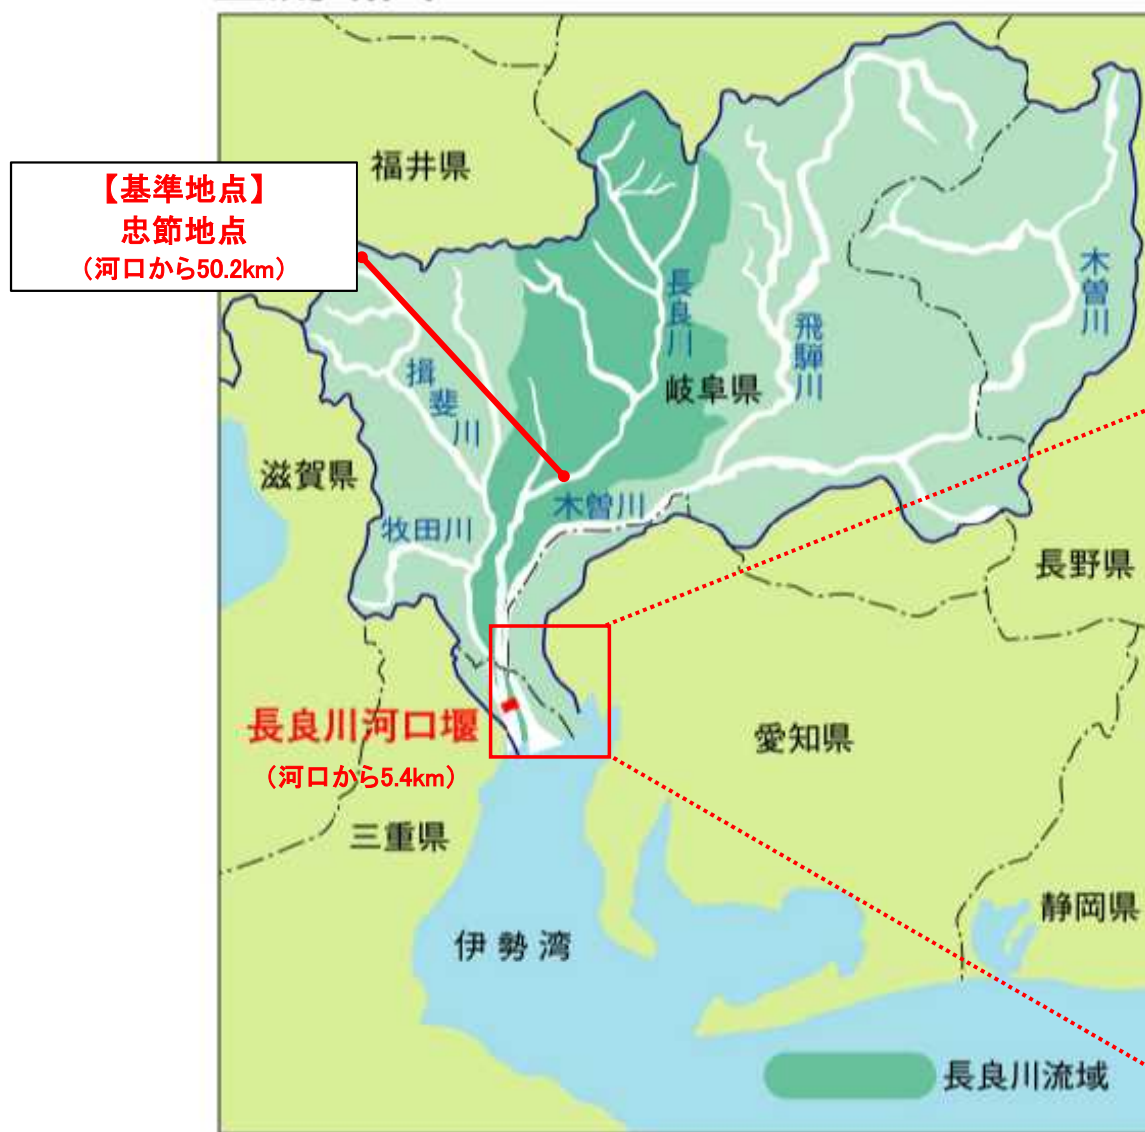 福井県
【基準地点】
忠節地点
（河口から50.2km）
長良川
木曽川
飛騨川
揖斐川
岐阜県
滋賀県
木曽川
牧田川
長野県
長良川河口堰
（河口から5.4km）
愛知県
三重県
静岡県
伊勢湾
長良川流域